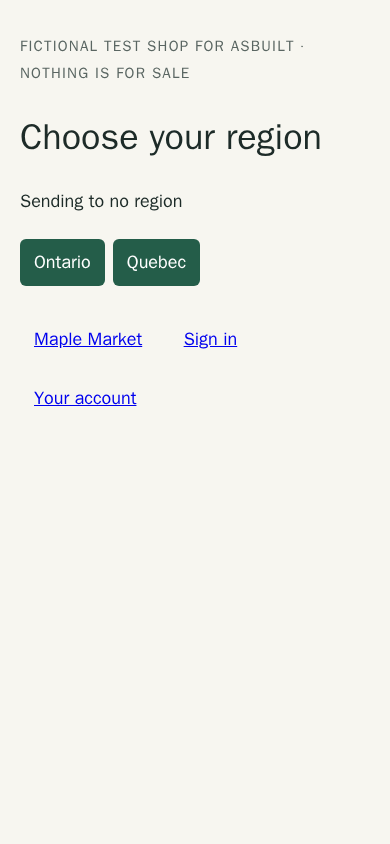 FICTIONAL TEST SHOP FOR ASBUILT ·
NOTHING IS FOR SALE
Choose your region
Sending to no region
Ontario Quebec
Maple Market Sign in
Your account